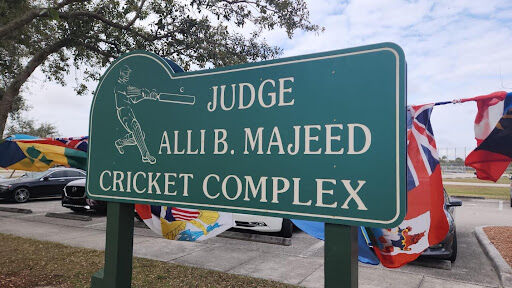 JUDGE
ALLI B. MAJEED
CRICKET COMPLEX